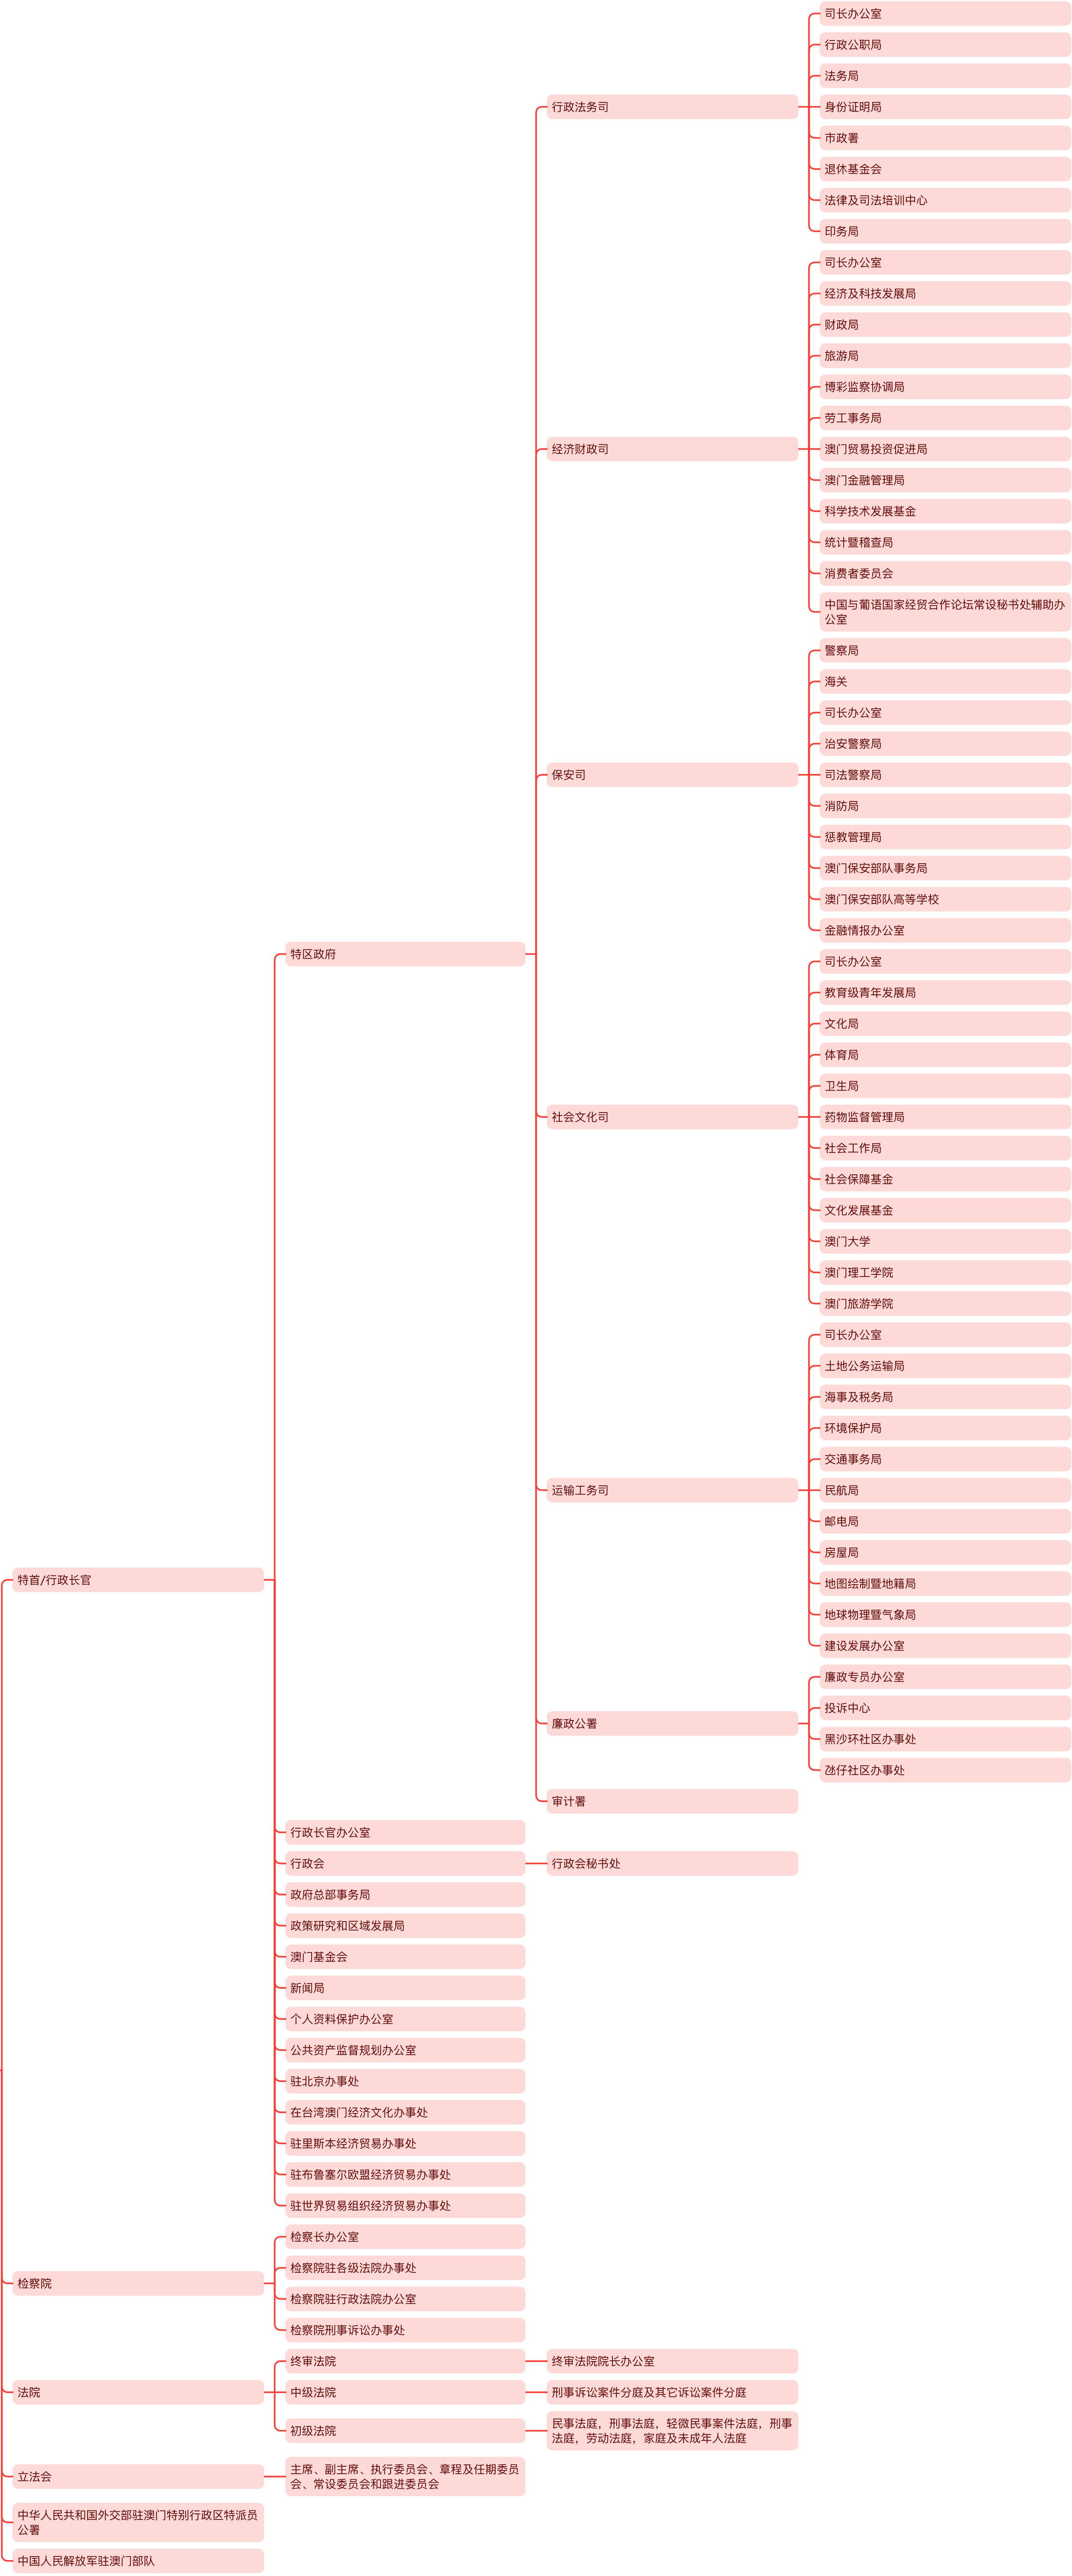 司长办公室
行政公职局
法务局
行政法务司
身份证明局
市政署
退休基金会
法律及司法培训中心
印务局
司长办公室
经济及科技发展局
财政局
旅游局
博彩监察协调局
劳工事务局
经济财政司
澳门贸易投资促进局
澳门金融管理局
科学技术发展基金
统计暨稽查局
消费者委员会
中国与葡语国家经贸合作论坛常设秘书处辅助办
公室
警察局
海关
司长办公室
治安警察局
保安司
司法警察局
消防局
惩教管理局
澳门保安部队事务局
澳门保安部队高等学校
金融情报办公室
特区政府
司长办公室
教育级青年发展局
文化局
体育局
卫生局
社会文化司
药物监督管理局
社会工作局
社会保障基金
文化发展基金
澳门大学
澳门理工学院
澳门旅游学院
司长办公室
土地公务运输局
海事及税务局
环境保护局
交通事务局
运输工务司
民航局
邮电局
房屋局
特首/行政长官
地图绘制暨地籍局
地球物理暨气象局
建设发展办公室
廉政专员办公室
投诉中心
廉政公署
黑沙环社区办事处
氹仔社区办事处
审计署
行政长官办公室
行政会
行政会秘书处
政府总部事务局
政策研究和区域发展局
澳门基金会
新闻局
个人资料保护办公室
公共资产监督规划办公室
驻北京办事处
在台湾澳门经济文化办事处
驻里斯本经济贸易办事处
驻布鲁塞尔欧盟经济贸易办事处
驻世界贸易组织经济贸易办事处
检察长办公室
检察院驻各级法院办事处
检察院
检察院驻行政法院办公室
检察院刑事诉讼办事处
终审法院
终审法院院长办公室
法院
中级法院
刑事诉讼案件分庭及其它诉讼案件分庭
初级法院
民事法庭，刑事法庭，轻微民事案件法庭，刑事
法庭，劳动法庭，家庭及未成年人法庭
立法会
主席、副主席、执行委员会、章程及任期委员
会、常设委员会和跟进委员会
中华人民共和国外交部驻澳门特别行政区特派员
公署
中国人民解放军驻澳门部队